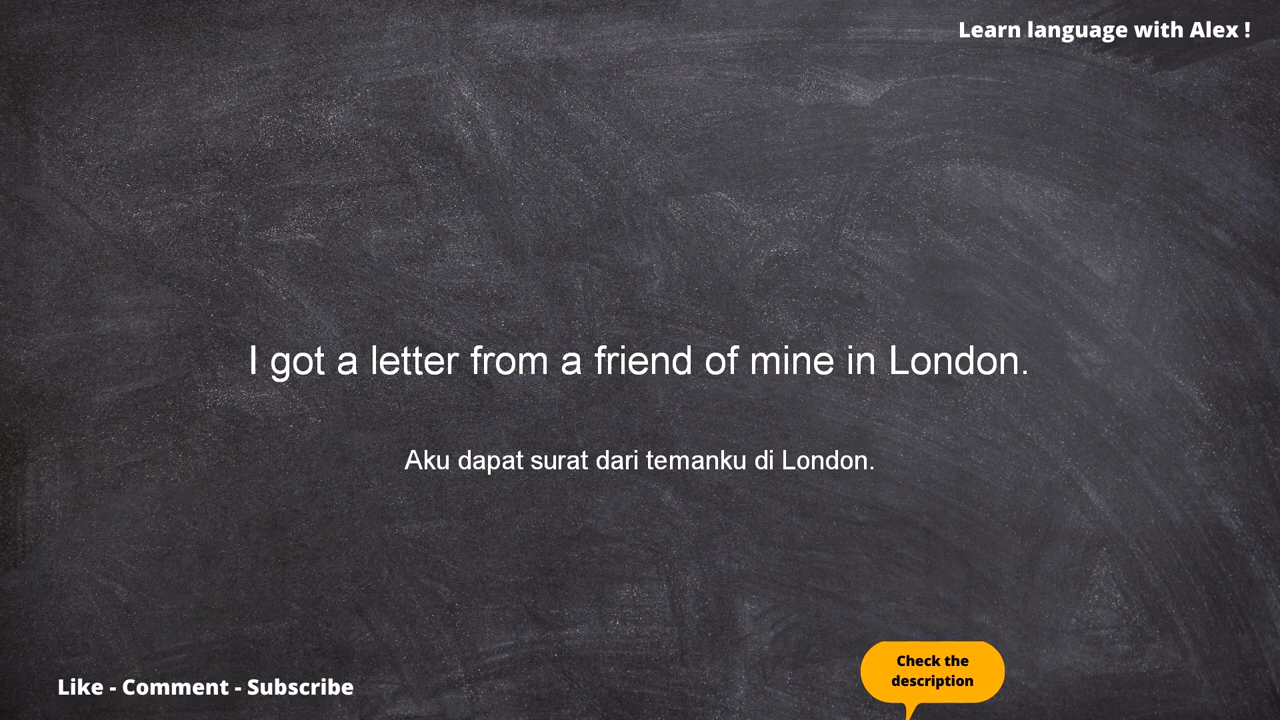 Learn language with Alex !
I got a letter from a friend of mine in London.
Aku dapat surat dari temanku di London.
Check the
description
Like - Comment - Subscribe